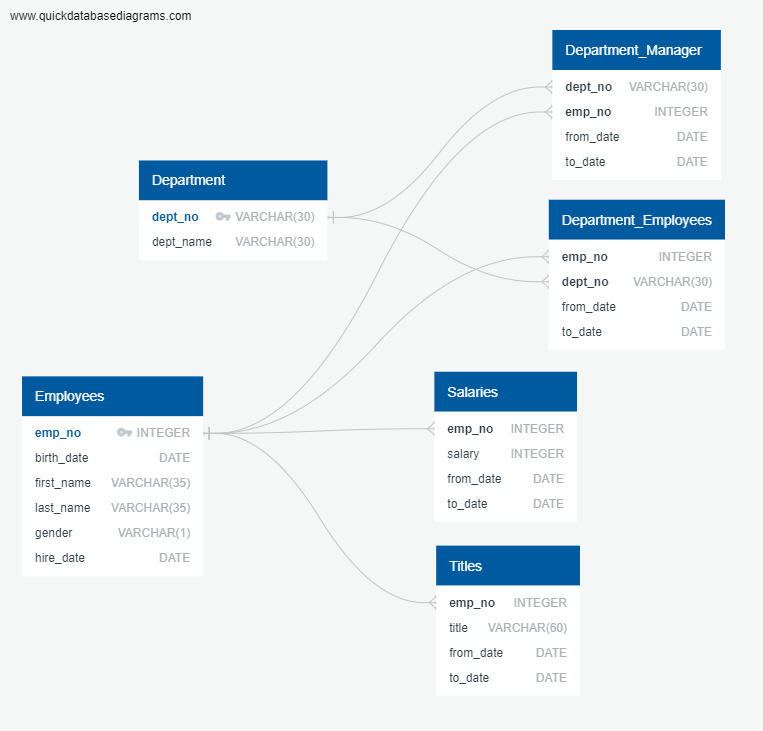 www.quickdatabasediagrams.com
Department_Manager
dept_no VARCHAR(30)
emp_no INTEGER
from_date DATE
to_date DATE
Department
dept_no VARCHAR(30)
dept_name VARCHAR(30)
Department_Employees
emp_no INTEGER
dept_no VARCHAR(30)
from_date DATE
to_date DATE
Employees
emp_no INTEGER
birth_date DATE
first_name VARCHAR(35)
last_name VARCHAR(35)
gender VARCHAR(1)
hire_date DATE
Salaries
emp_no INTEGER
salary INTEGER
from_date DATE
to_date DATE
Titles
emp_no INTEGER
title VARCHAR(60)
from_date DATE
to_date DATE